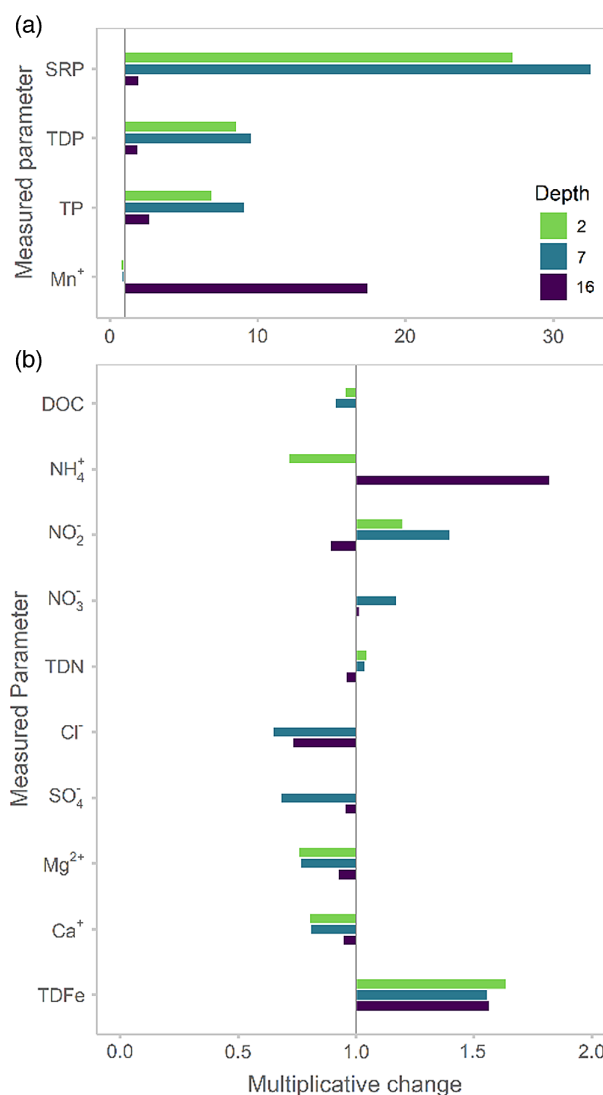 (a)
Measured parameter
SRP
TDP
TP
Mn⁺
Depth
2
7
16
0
10
20
30
(b)
Measured Parameter
DOC
NH₄⁺
NO₂⁻
NO₃⁻
TDN
Cl⁻
SO₄⁻
Mg²⁺
Ca⁺
TDFe
0.0
0.5
1.0
1.5
2.0
Multiplicative change